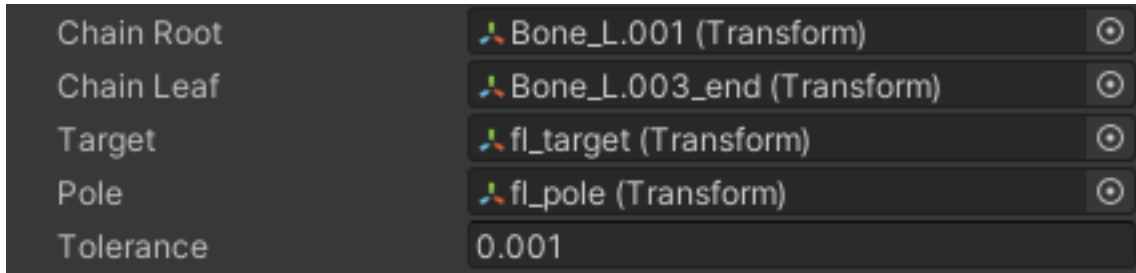 Chain Root Bone_L.001 (Transform)
Chain Leaf Bone_L.003_end (Transform)
Target fl_target (Transform)
Pole fl_pole (Transform)
Tolerance 0.001